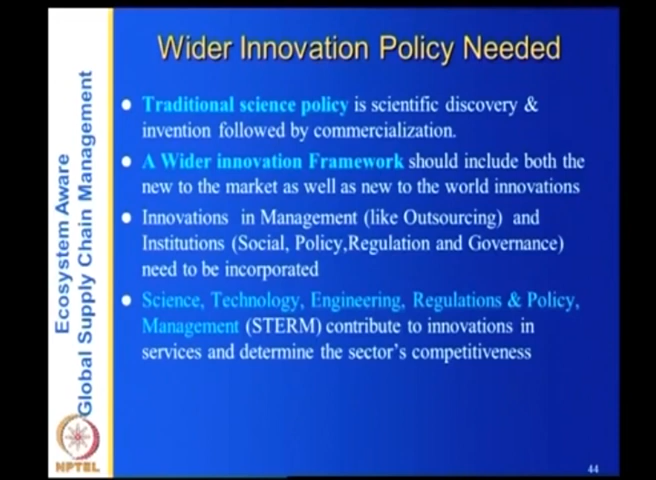 Wider Innovation Policy Needed
Traditional science policy is scientific discovery &
invention followed by commercialization.
A Wider innovation Framework should include both the
new to the market as well as new to the world innovations
Innovations in Management (like Outsourcing) and
Institutions (Social, Policy,Regulation and Governance)
need to be incorporated
Science, Technology, Engineering, Regulations & Policy,
Management (STERM) contribute to innovations in
services and determine the sector's competitiveness
Ecosystem Aware
Global Supply Chain Management
NPTEL
44